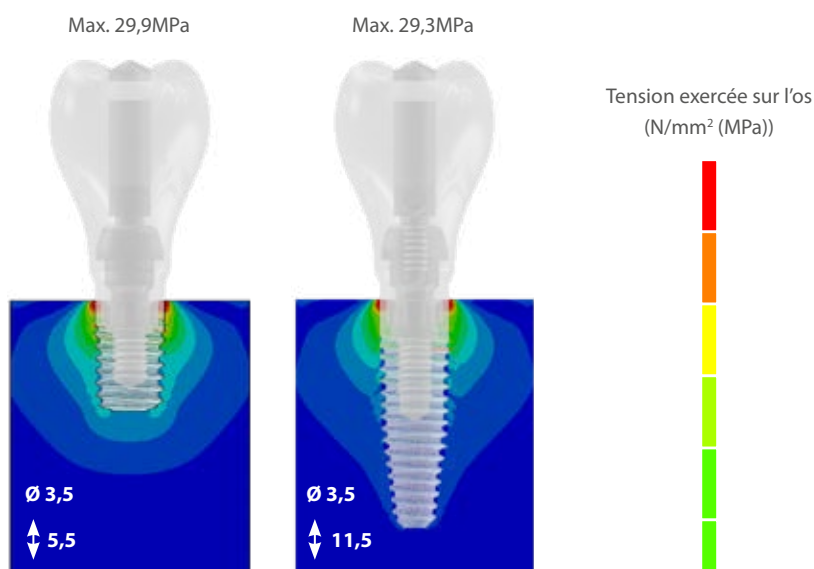 Max. 29,9MPa
Max. 29,3MPa
Tension exercée sur l'os
(N/mm² (MPa))
Ø 3,5
5,5
Ø 3,5
11,5